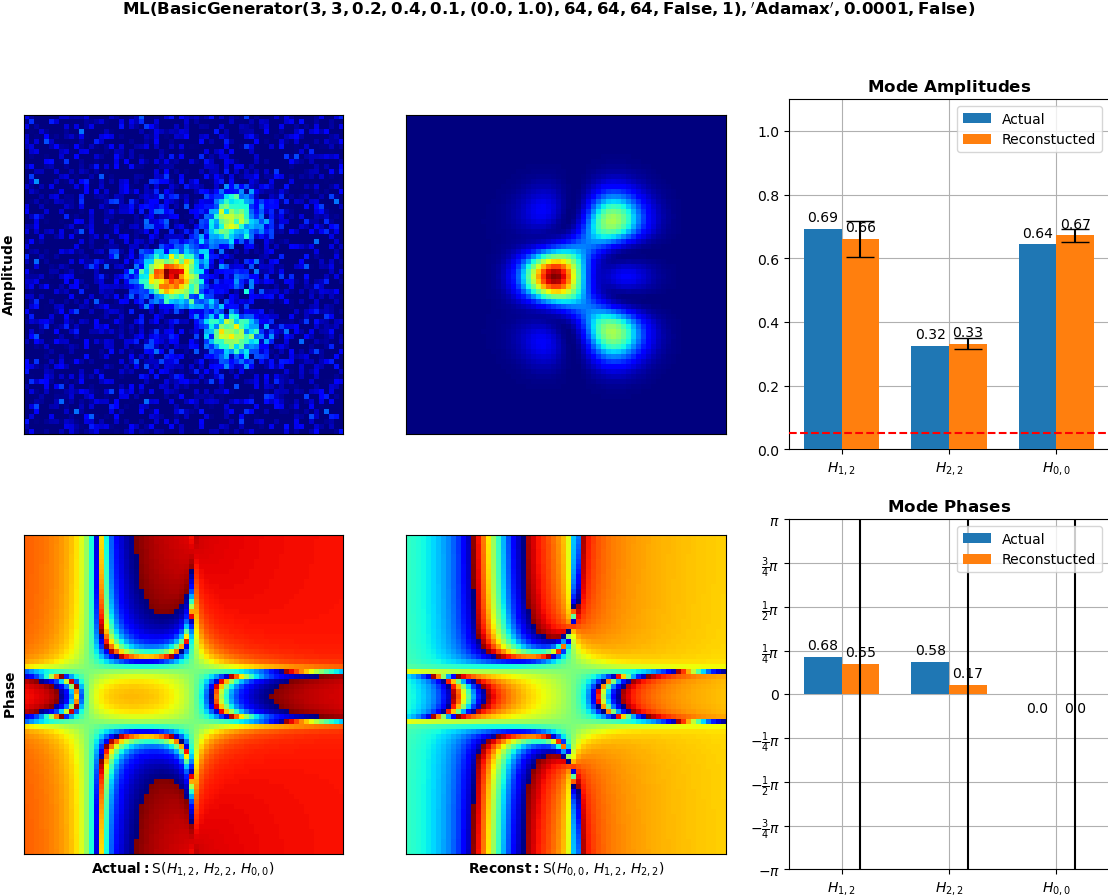 ML(BasicGenerator(3, 3, 0.2, 0.4, 0.1, (0.0, 1.0), 64, 64, 64, False, 1), ′Adamax′, 0.0001, False)
Amplitude
Mode Amplitudes
Actual
Reconstucted
1.0
0.8
0.6
0.4
0.2
0.0
0.69
0.66
0.32
0.33
0.64
0.67
H1,2
H2,2
H0,0
Phase
Actual: S(H1,2, H2,2, H0,0)
Reconst: S(H0,0, H1,2, H2,2)
Mode Phases
Actual
Reconstucted
π
3/4π
1/2π
1/4π
0
−1/4π
−1/2π
−3/4π
−π
0.68
0.55
0.58
0.17
0.0
0.0
H1,2
H2,2
H0,0